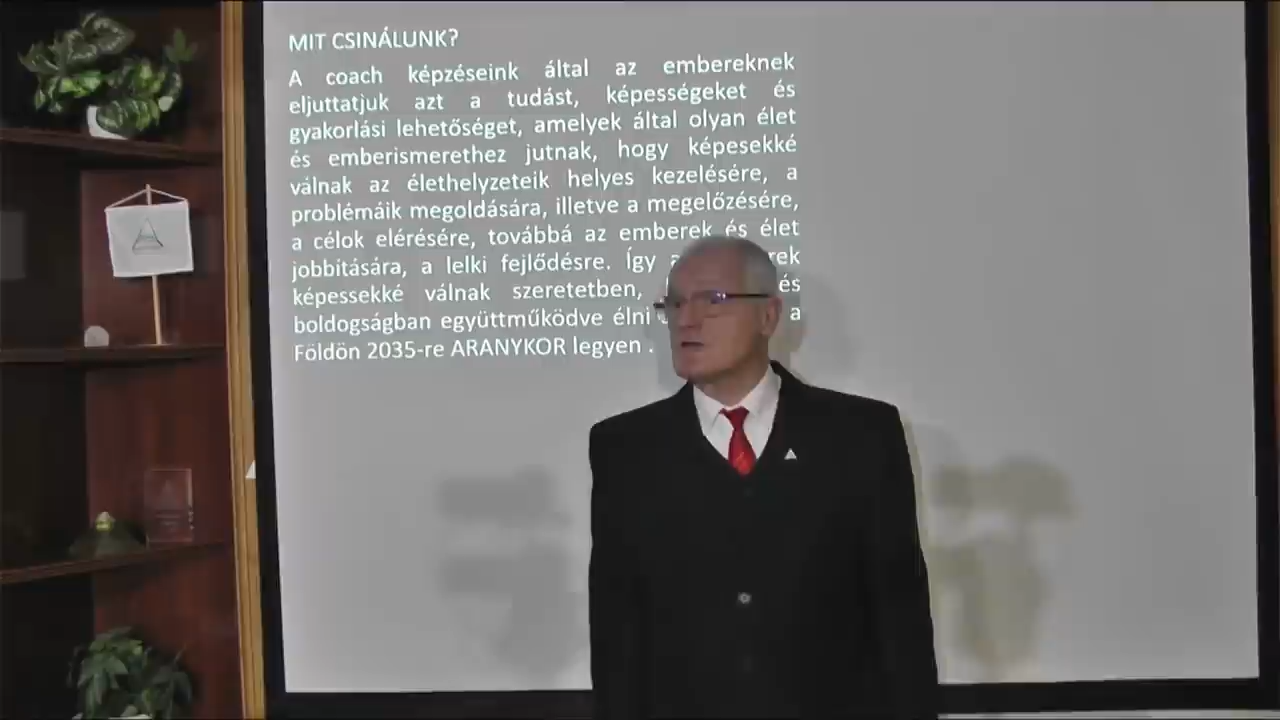 MIT CSINÁLUNK?
A coach képzéseink által az embereknek
eljuttatjuk azt a tudást, képességeket és
gyakorlási lehetőséget, amelyek által olyan élet
és emberismerethez jutnak, hogy képesekké
válnak az élethelyzeteik helyes kezelésére, a
problémáik megoldására, illetve a megelőzésére,
a célok elérésére, továbbá az emberek és élet
jobbítására, a lelki fejlődésre. Így
képessekké válnak szeretetben, és
boldogságban együttműködve élni a
Földön 2035-re ARANYKOR legyen .